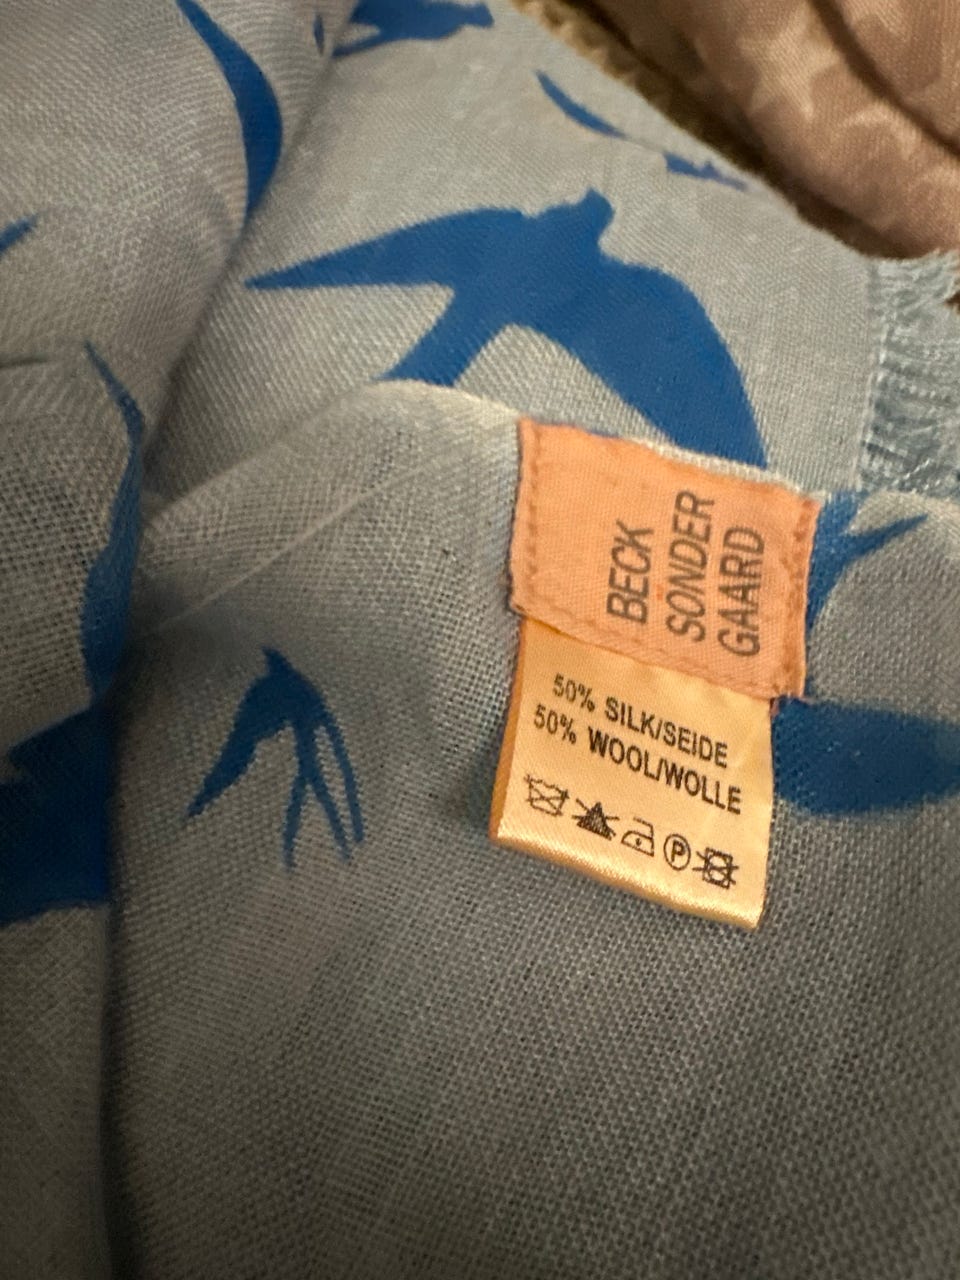 BECK
SONDER
GAARD
50% SILK/SEIDE
50% WOOL/WOLLE
P